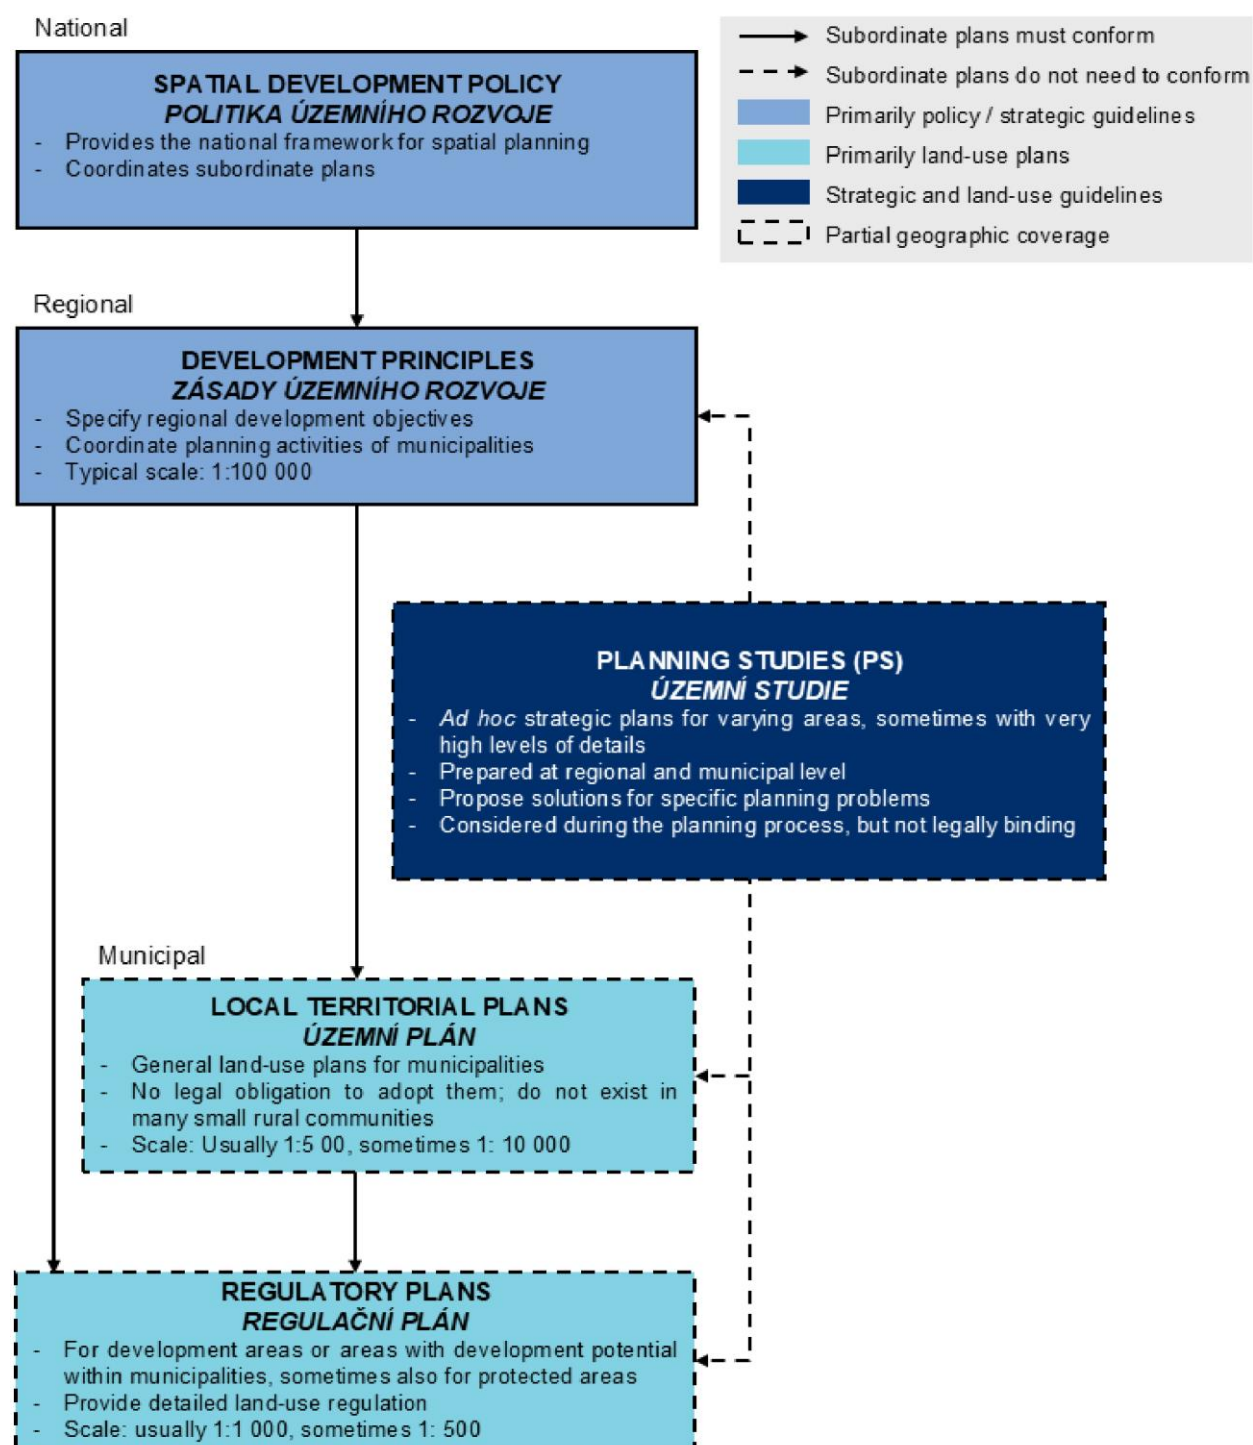 National
SPATIAL DEVELOPMENT POLICY
POLITIKA ÚZEMNÍHO ROZVOJE
- Provides the national framework for spatial planning
- Coordinates subordinate plans
Subordinate plans must conform
Subordinate plans do not need to conform
Primarily policy / strategic guidelines
Primarily land-use plans
Strategic and land-use guidelines
Partial geographic coverage
Regional
DEVELOPMENT PRINCIPLES
ZÁSADY ÚZEMNÍHO ROZVOJE
- Specify regional development objectives
- Coordinate planning activities of municipalities
- Typical scale: 1:100 000
PLANNING STUDIES (PS)
ÚZEMNÍ STUDIE
- Ad hoc strategic plans for varying areas, sometimes with very
high levels of details
- Prepared at regional and municipal level
- Propose solutions for specific planning problems
- Considered during the planning process, but not legally binding
Municipal
LOCAL TERRITORIAL PLANS
ÚZEMNÍ PLÁN
- General land-use plans for municipalities
- No legal obligation to adopt them; do not exist in
many small rural communities
- Scale: Usually 1:5 00, sometimes 1: 10 000
REGULATORY PLANS
REGULAČNÍ PLÁN
- For development areas or areas with development potential
within municipalities, sometimes also for protected areas
- Provide detailed land-use regulation
- Scale: usually 1:1 000, sometimes 1: 500